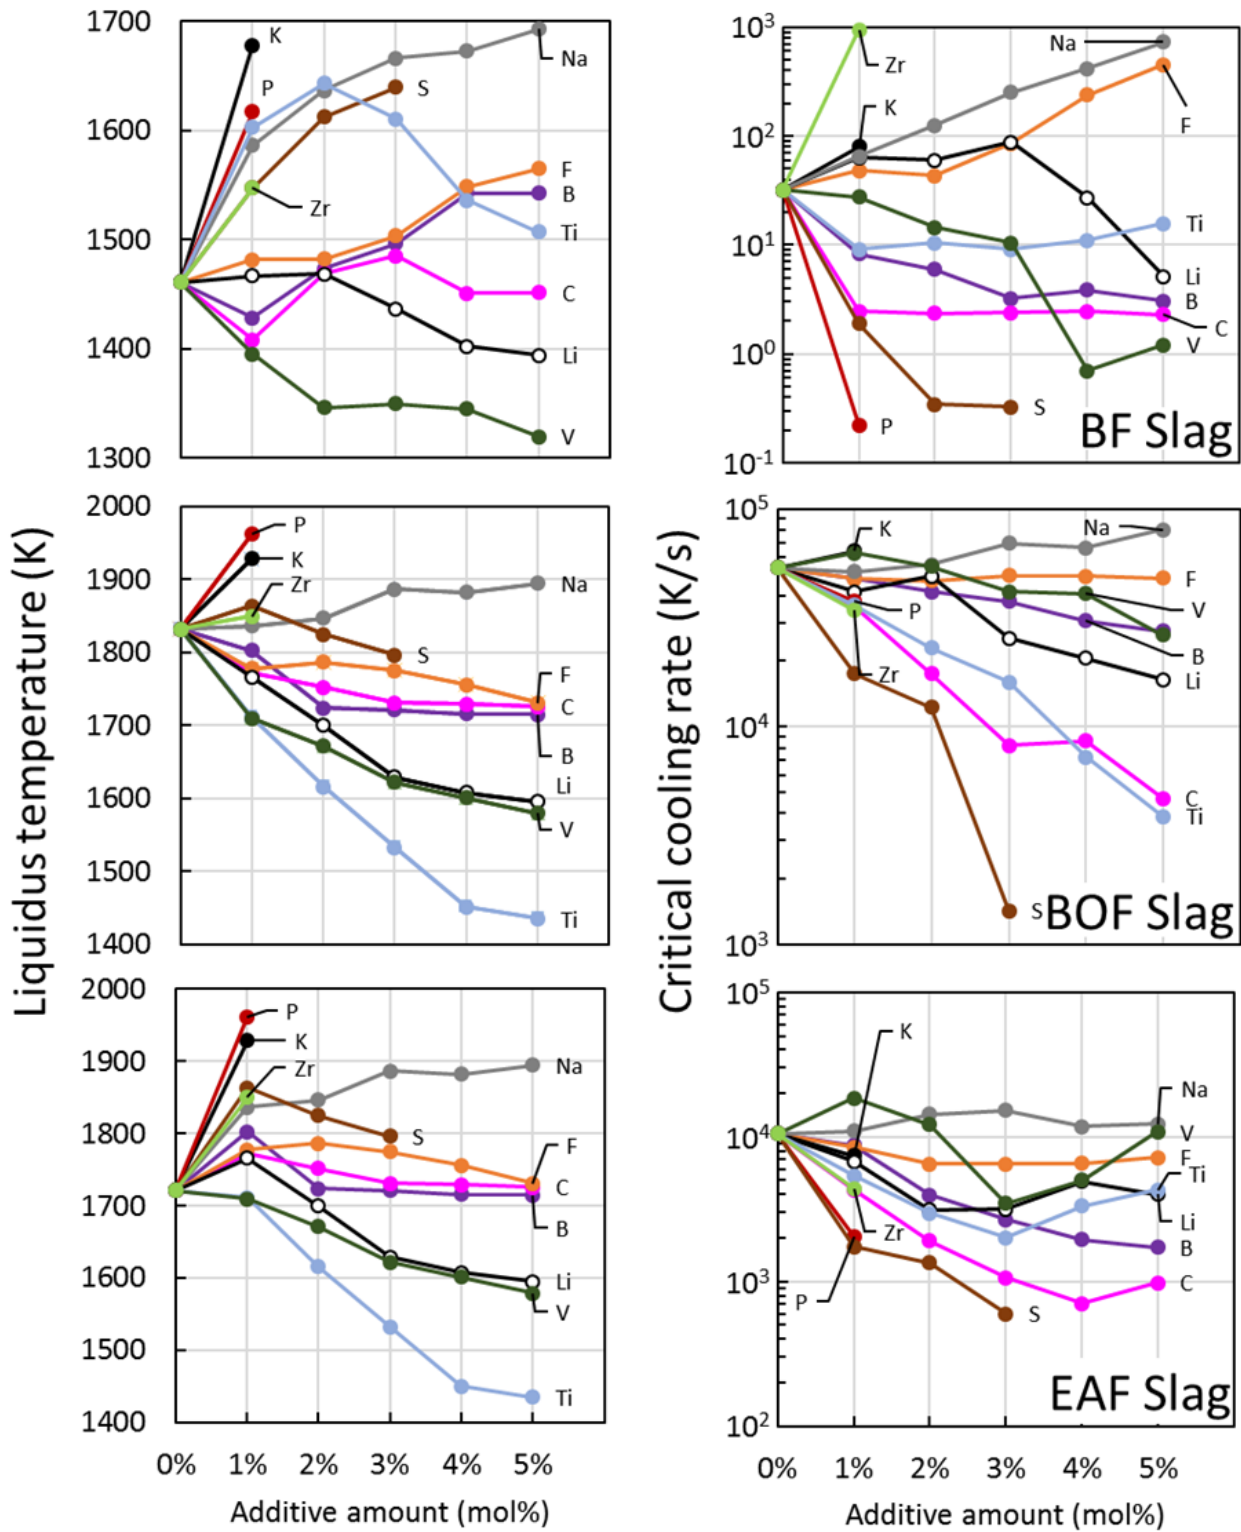 Liquidus temperature (K)
1700
1600
1500
1400
1300
K
P
Na
S
Zr
F
B
Ti
C
Li
V
Critical cooling rate (K/s)
10³
10²
10¹
10⁰
10⁻¹
Na
Zr
K
F
Ti
Li
B
C
V
S
P
BF Slag
2000
1900
1800
1700
1600
1500
1400
P
K
Zr
Na
S
F
C
B
Li
V
Ti
10⁵
10⁴
10³
K
Na
F
P
V
B
Zr
Li
C
Ti
S
BOF Slag
2000
1900
1800
1700
1600
1500
1400
P
K
Zr
Na
S
F
C
B
Li
V
Ti
0% 1% 2% 3% 4% 5%
Additive amount (mol%)
10⁵
10⁴
10³
10²
K
Na
V
F
Ti
Li
Zr
B
C
P
S
EAF Slag
0% 1% 2% 3% 4% 5%
Additive amount (mol%)